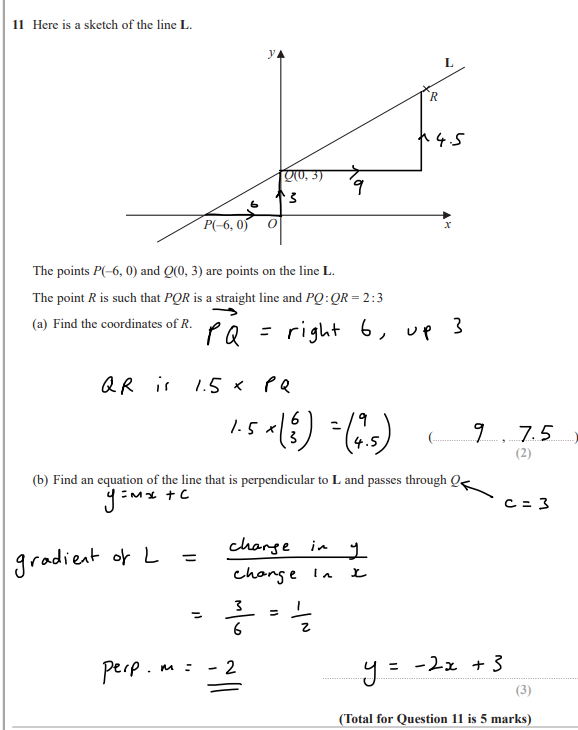 11 Here is a sketch of the line L.
y
L
R
4.5
Q(0, 3)
9
3
6
P(–6, 0) O x
The points P(–6, 0) and Q(0, 3) are points on the line L.
The point R is such that PQR is a straight line and PQ : QR = 2 : 3
(a) Find the coordinates of R.
PQ = right 6, up 3
QR is 1.5 × PQ
1.5 × (6 3) = (9 4.5)
( 9 , 7.5 )
(2)
(b) Find an equation of the line that is perpendicular to L and passes through Q.
y = mx + c
c = 3
gradient of L = change in y
change in x
= 3/6 = 1/2
perp. m = -2
y = -2x + 3
(3)
(Total for Question 11 is 5 marks)